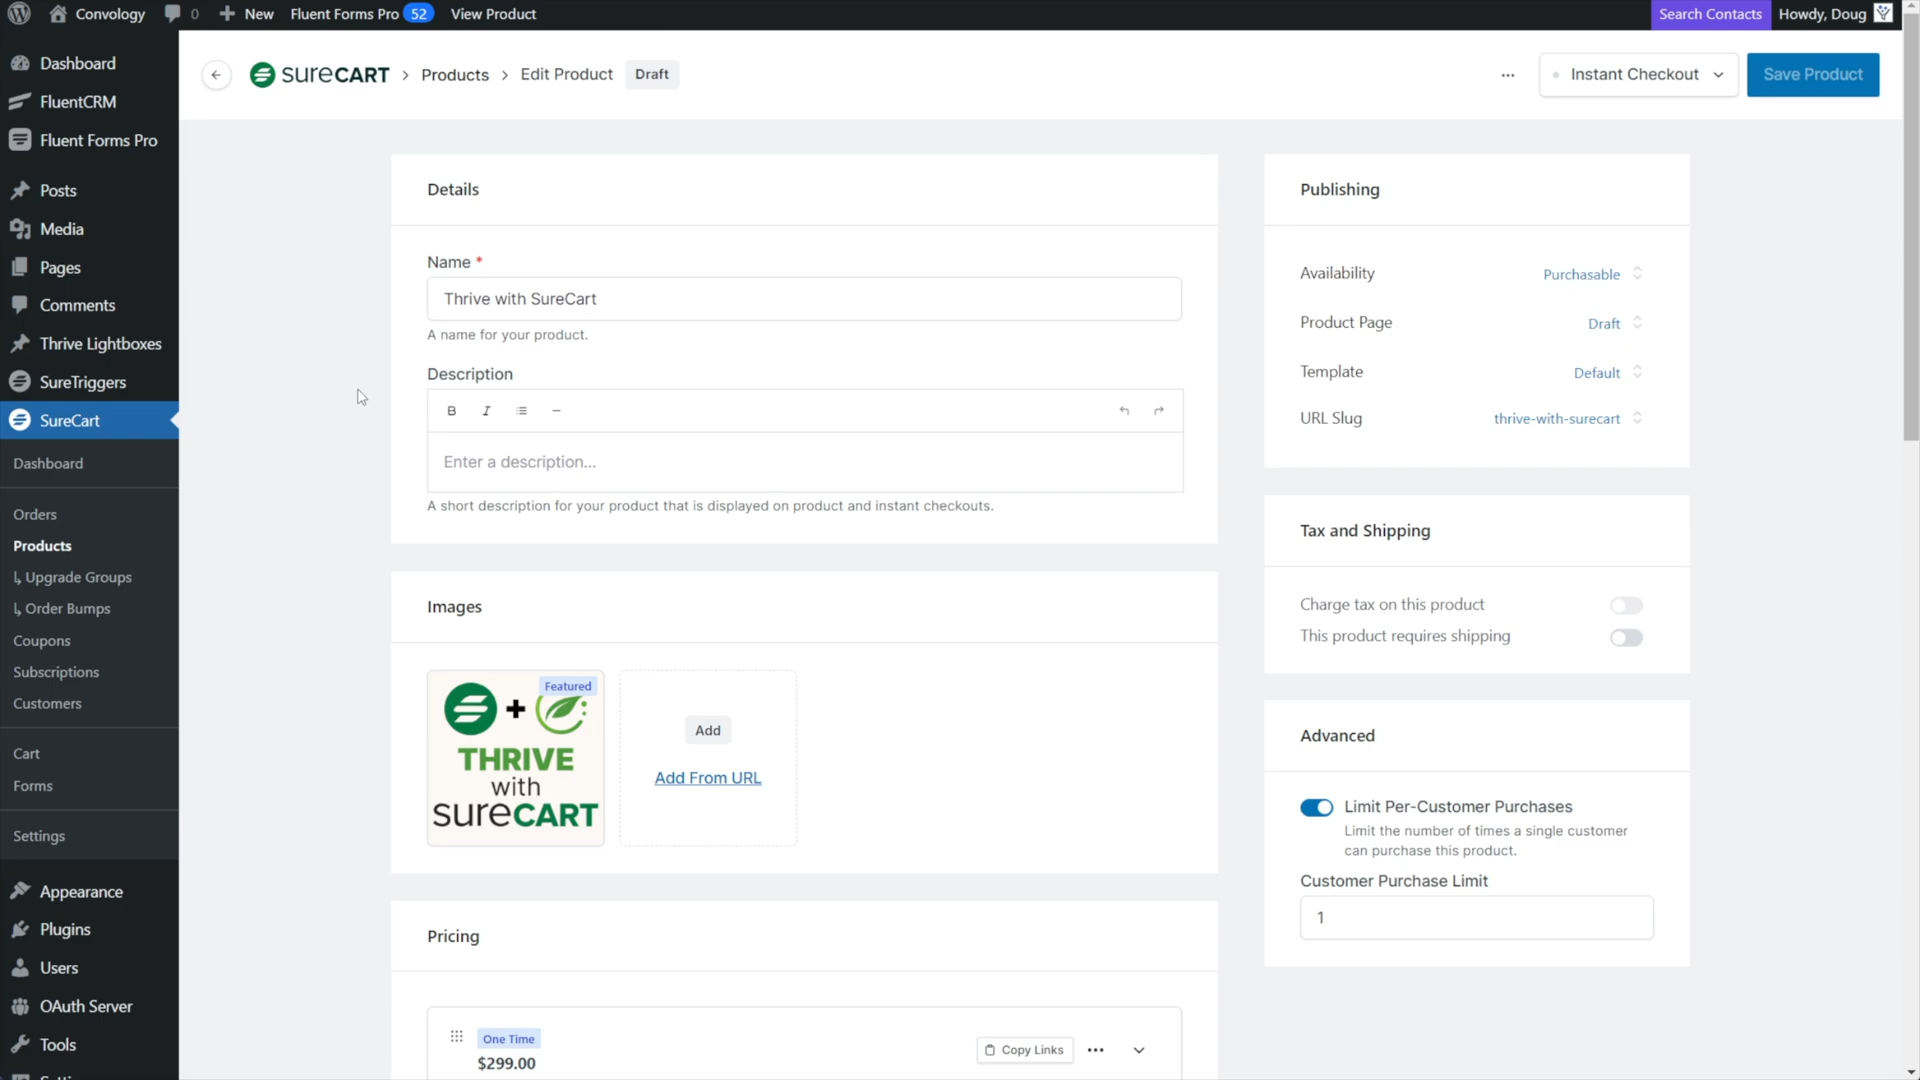 Convology
0
New
Fluent Forms Pro 52
View Product
Search Contacts
Howdy, Doug
Dashboard
FluentCRM
Fluent Forms Pro
Posts
Media
Pages
Comments
Thrive Lightboxes
SureTriggers
SureCart
Dashboard
Orders
Products
↳ Upgrade Groups
↳ Order Bumps
Coupons
Subscriptions
Customers
Cart
Forms
Settings
Appearance
Plugins
Users
OAuth Server
Tools
sureCART > Products > Edit Product Draft
Instant Checkout
Save Product
Details
Name *
Thrive with SureCart
A name for your product.
Description
B I
Enter a description...
A short description for your product that is displayed on product and instant checkouts.
Images
Featured
+
THRIVE
with
sureCART
Add
Add From URL
Pricing
One Time
$299.00
Copy Links
Publishing
Availability Purchasable
Product Page Draft
Template Default
URL Slug thrive-with-surecart
Tax and Shipping
Charge tax on this product
This product requires shipping
Advanced
Limit Per-Customer Purchases
Limit the number of times a single customer
can purchase this product.
Customer Purchase Limit
1